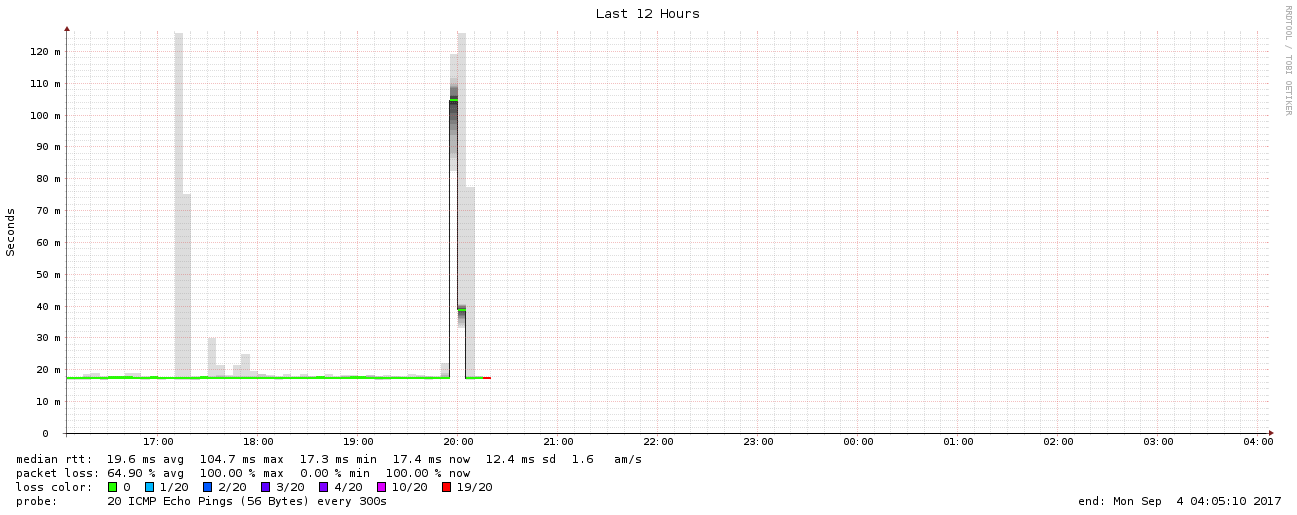 Last 12 Hours
RRDTOOL / TOBI OETIKER
Seconds
120 m
110 m
100 m
90 m
80 m
70 m
60 m
50 m
40 m
30 m
20 m
10 m
0
17:00 18:00 19:00 20:00 21:00 22:00 23:00 00:00 01:00 02:00 03:00 04:00
median rtt: 19.6 ms avg 104.7 ms max 17.3 ms min 17.4 ms now 12.4 ms sd 1.6 am/s
packet loss: 64.90 % avg 100.00 % max 0.00 % min 100.00 % now
loss color: 0 1/20 2/20 3/20 4/20 10/20 19/20
probe: 20 ICMP Echo Pings (56 Bytes) every 300s end: Mon Sep 4 04:05:10 2017